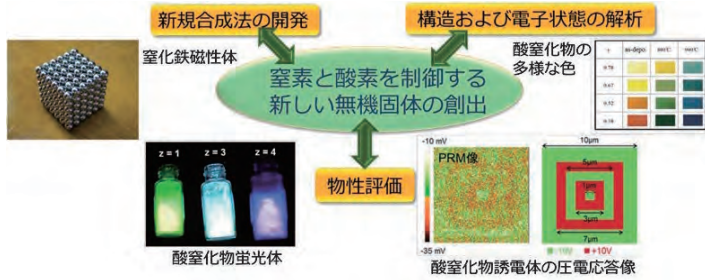 新規合成法の開発
構造および電子状態の解析
窒化鉄磁性体
酸窒化物の
多様な色
as-depo.
窒素と酸素を制御する
新しい無機固体の創出
z = 1
z = 3
z = 4
物性評価
-10 mV
PRM像
-35 mV
10μm
5μm
1μm
3μm
7μm
+10V
酸窒化物蛍光体
酸窒化物誘電体の圧電応答像